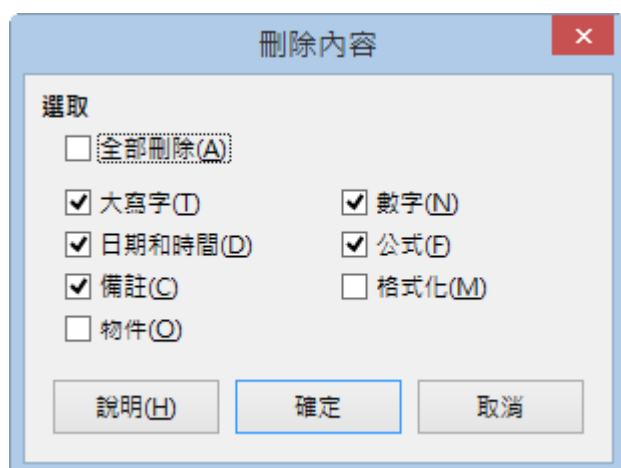 刪除內容
選取
全部刪除(A)
大寫字(T) 數字(N)
日期和時間(D) 公式(F)
備註(C) 格式化(M)
物件(O)
說明(H) 確定 取消